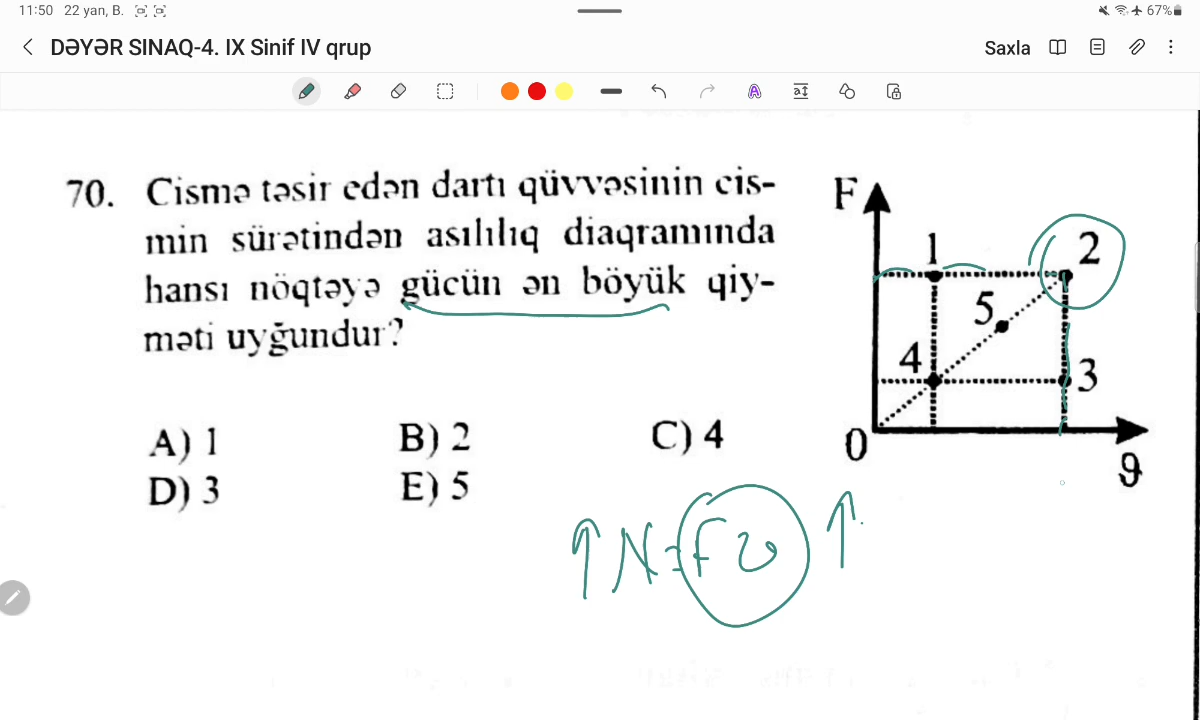 11:50 22 yan, B. 67%
DƏYƏR SINAQ-4. IX Sinif IV qrup Saxla
70. Cismə təsir edən dartı qüvvəsinin cis-
min sürətindən asılılıq diaqramında
hansı nöqtəyə gücün ən böyük qiy-
məti uyğundur?
A) 1 B) 2 C) 4
D) 3 E) 5
F
1 2
5
4 3
0 ϑ
↑N=Fv ↑